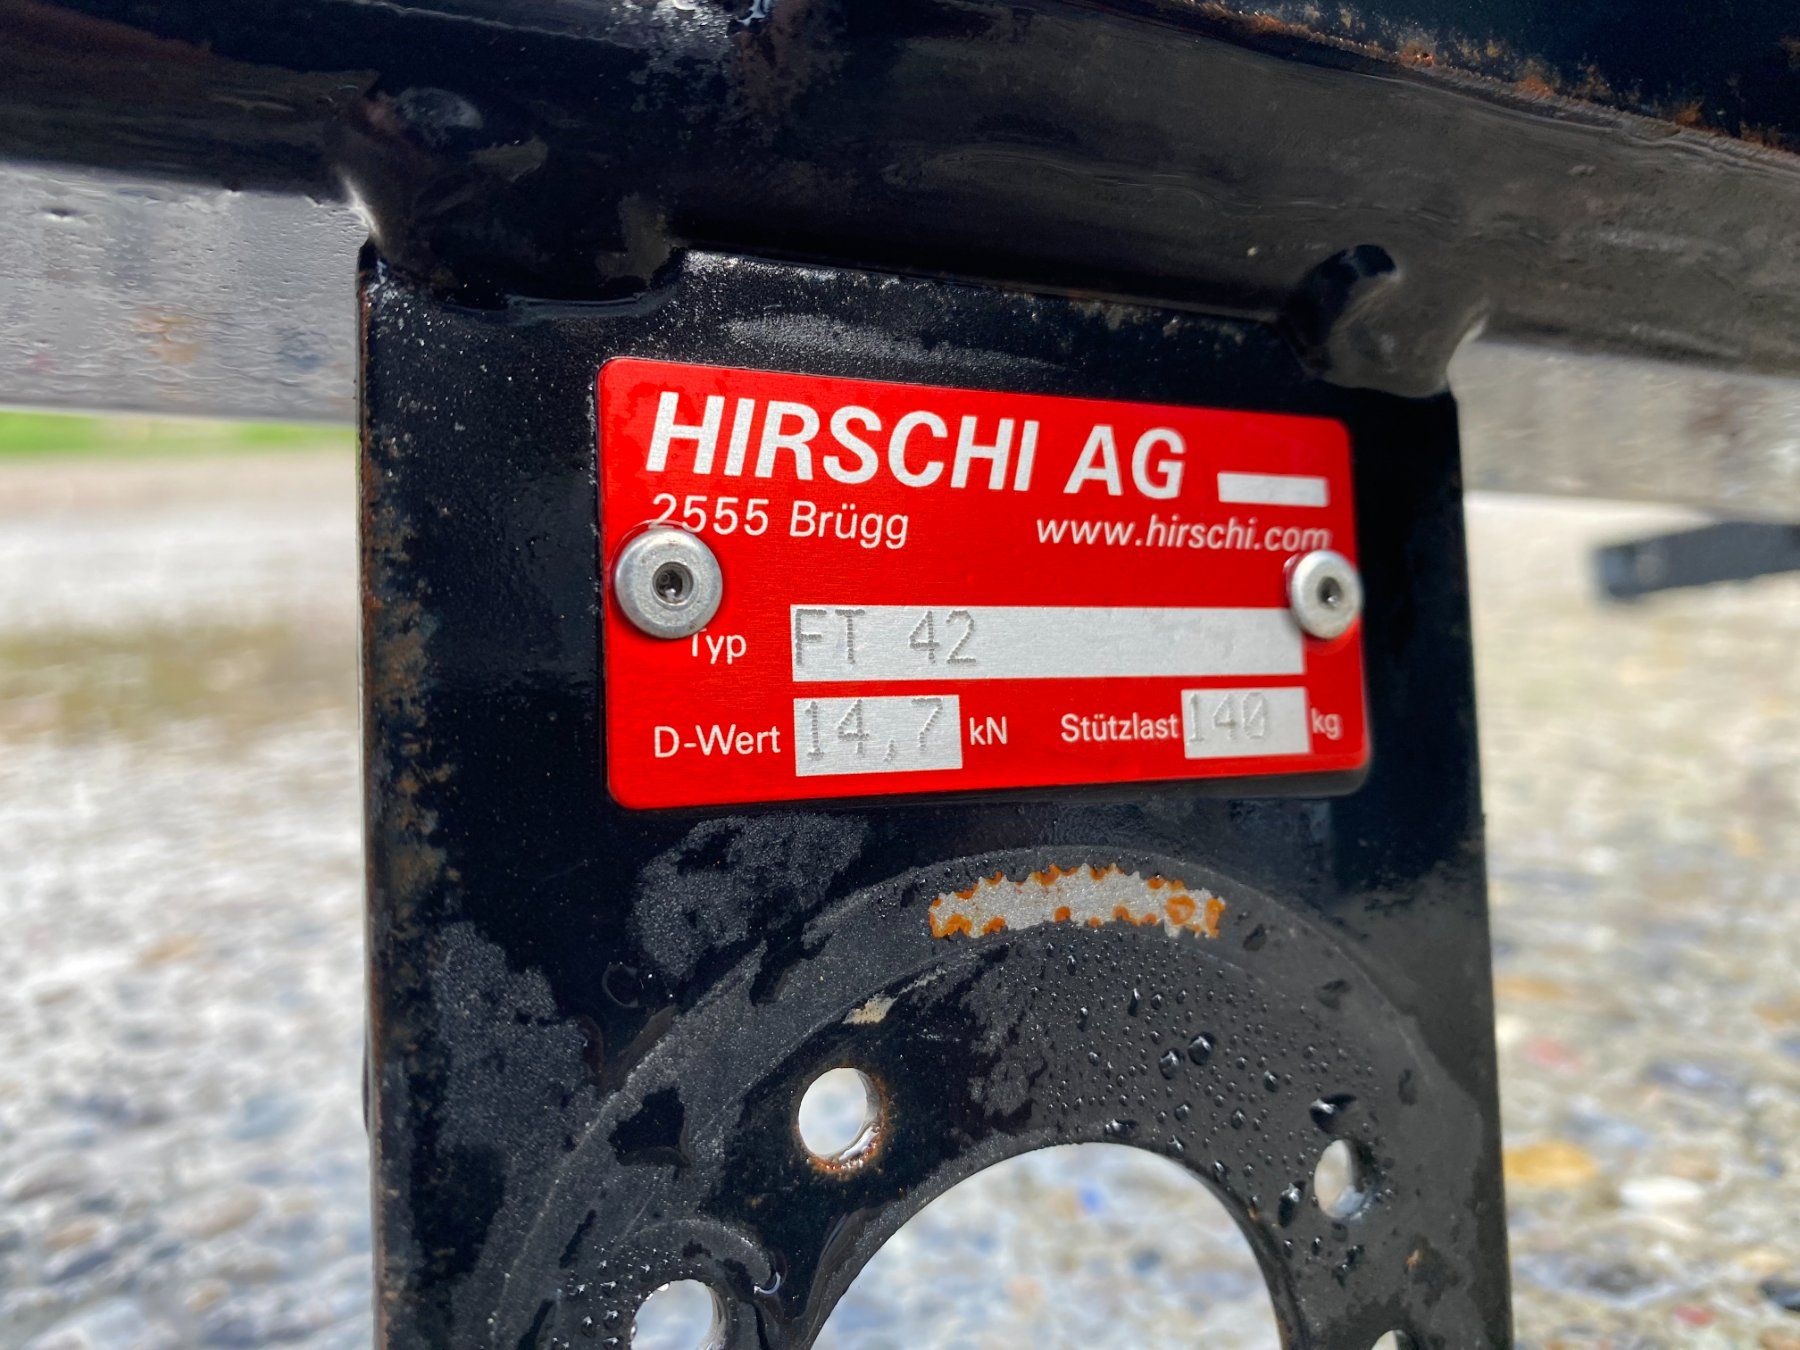 HIRSCHI AG
2555 Brügg www.hirschi.com
Typ FT 42
D-Wert 14,7 kN Stützlast 140 kg